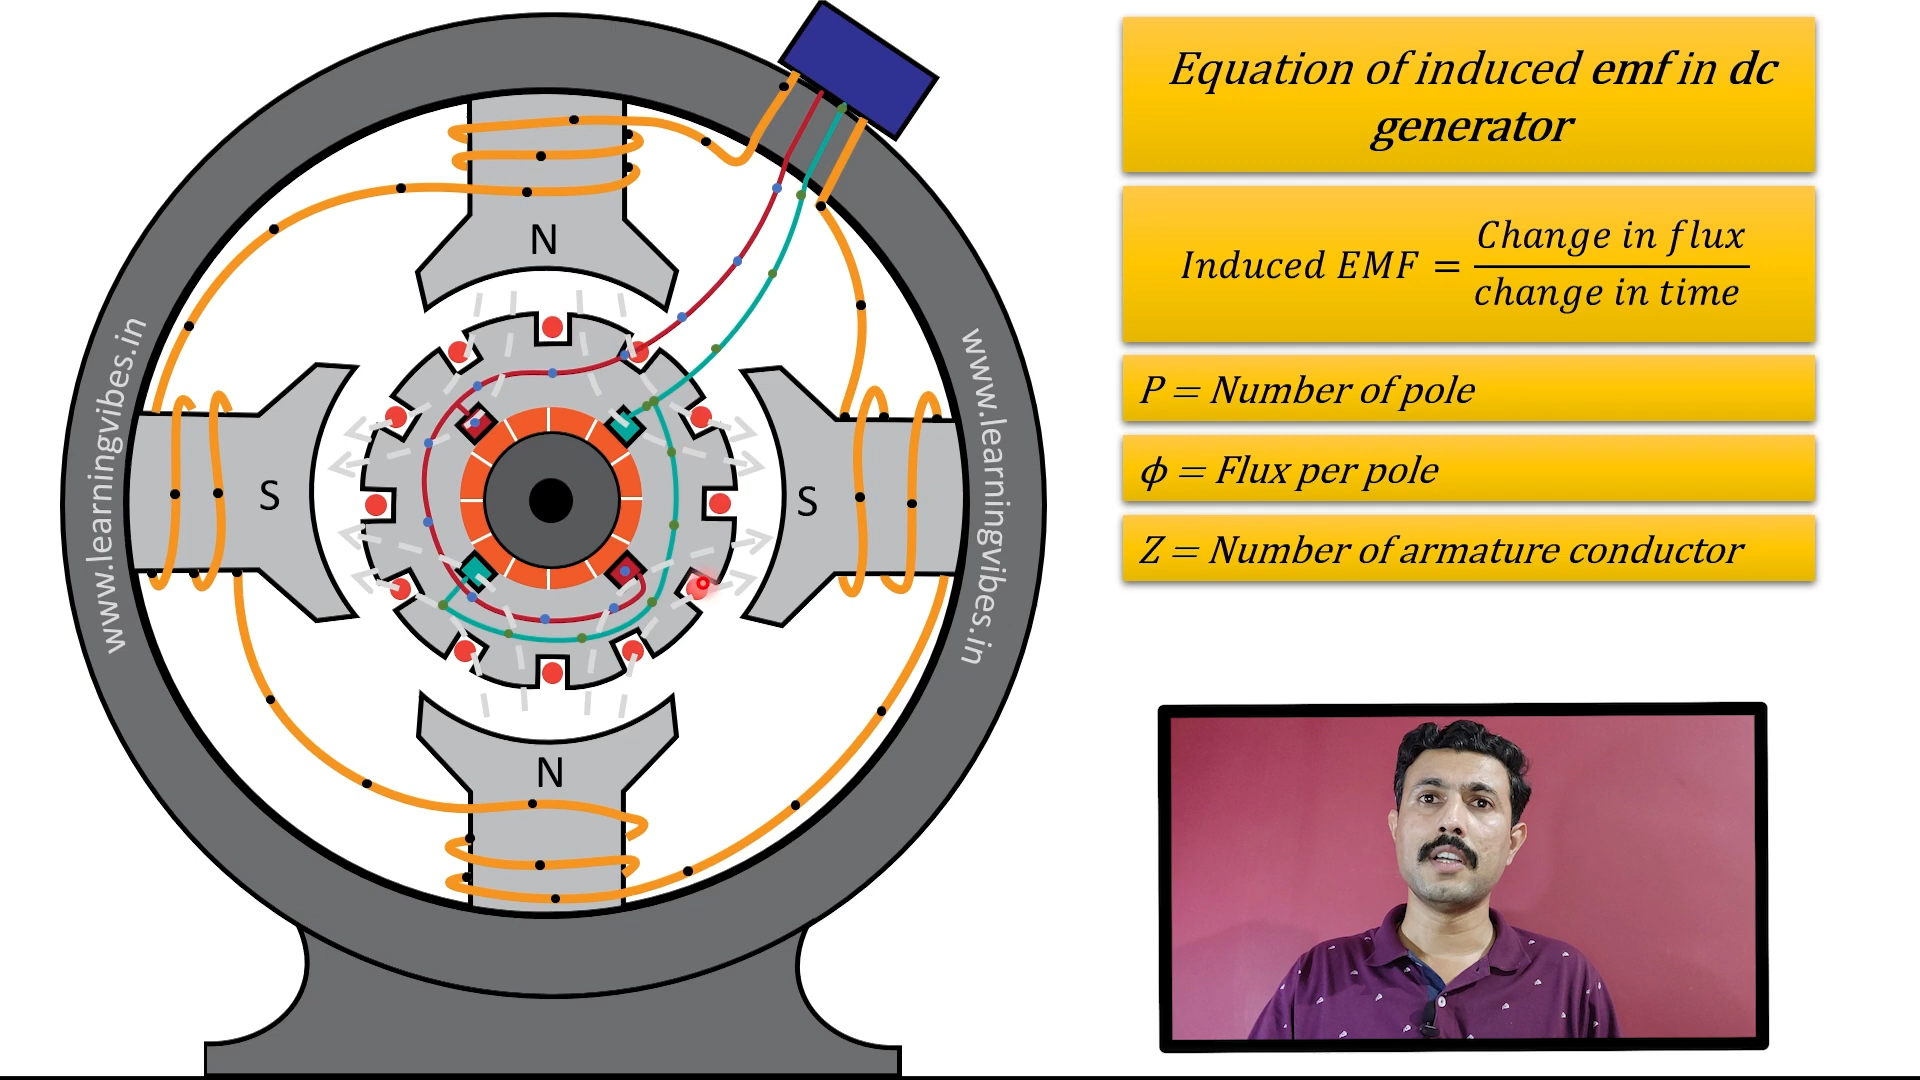 Equation of induced emf in dc
generator
Induced EMF = Change in flux
change in time
P = Number of pole
ϕ = Flux per pole
Z = Number of armature conductor
N
S
S
N
www.learningvibes.in
www.learningvibes.in